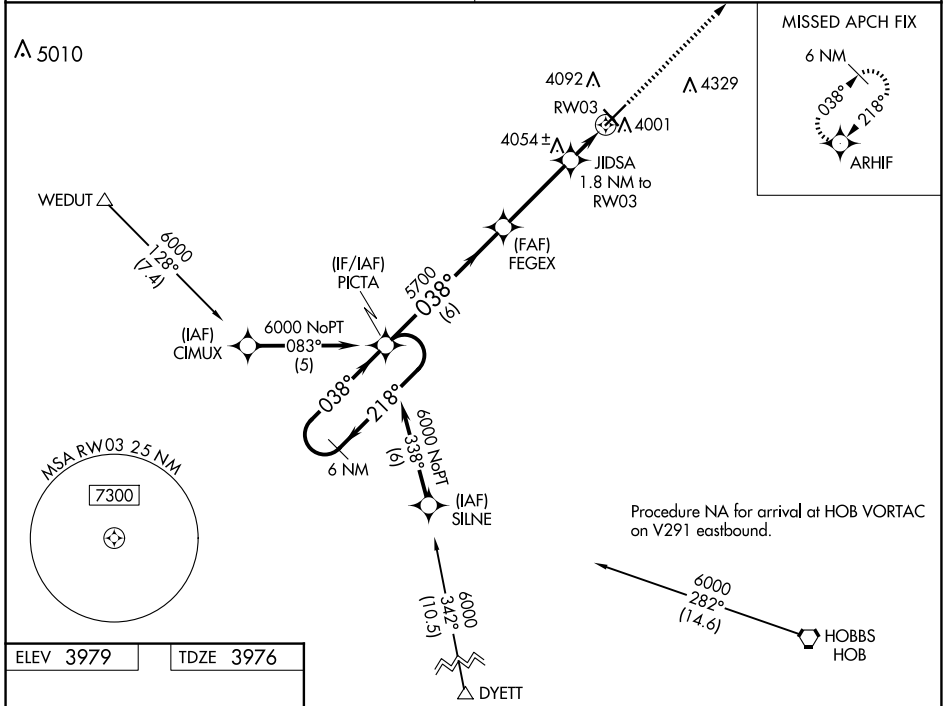 MISSED APCH FIX
6 NM
038°
218°
ARHIF
5010
4092
4329
RW03
4001
4054 ±
JIDSA
1.8 NM to
RW03
WEDUT
6000
128°
(7.4)
(FAF)
FEGEX
(IF/IAF)
PICTA
5700
038°
(6)
(IAF)
CIMUX
6000 NoPT
083°
(5)
038°
218°
6 NM
6000 NoPT
338°
(6)
(IAF)
SILNE
MSA RW03 25 NM
7300
Procedure NA for arrival at HOB VORTAC
on V291 eastbound.
6000
282°
(14.6)
HOBBS
HOB
6000
342°
(10.5)
DYETT
ELEV 3979
TDZE 3976